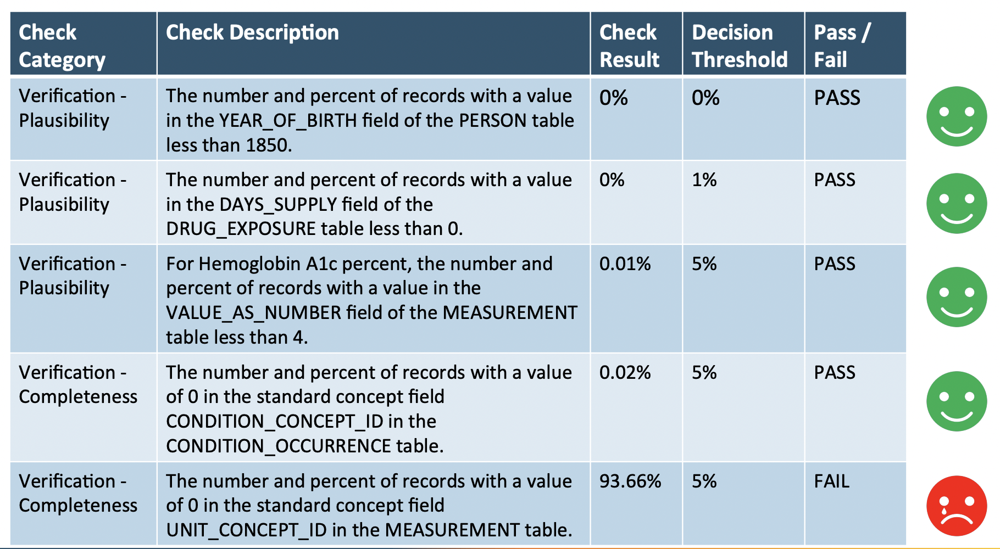 Check
Category
Check Description
Check
Result
Decision
Threshold
Pass /
Fail
Verification -
Plausibility
The number and percent of records with a value
in the YEAR_OF_BIRTH field of the PERSON table
less than 1850.
0%
0%
PASS
Verification -
Plausibility
The number and percent of records with a value
in the DAYS_SUPPLY field of the
DRUG_EXPOSURE table less than 0.
0%
1%
PASS
Verification -
Plausibility
For Hemoglobin A1c percent, the number and
percent of records with a value in the
VALUE_AS_NUMBER field of the MEASUREMENT
table less than 4.
0.01%
5%
PASS
Verification -
Completeness
The number and percent of records with a value
of 0 in the standard concept field
CONDITION_CONCEPT_ID in the
CONDITION_OCCURRENCE table.
0.02%
5%
PASS
Verification -
Completeness
The number and percent of records with a value
of 0 in the standard concept field
UNIT_CONCEPT_ID in the MEASUREMENT table.
93.66%
5%
FAIL